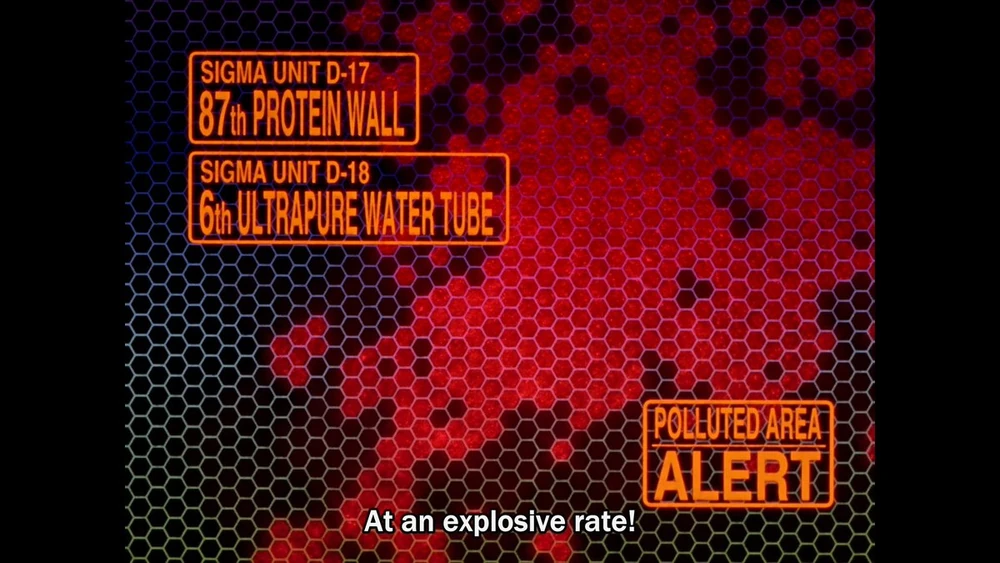 SIGMA UNIT D-17
87th PROTEIN WALL
SIGMA UNIT D-18
6th ULTRAPURE WATER TUBE
POLLUTED AREA
ALERT
At an explosive rate!